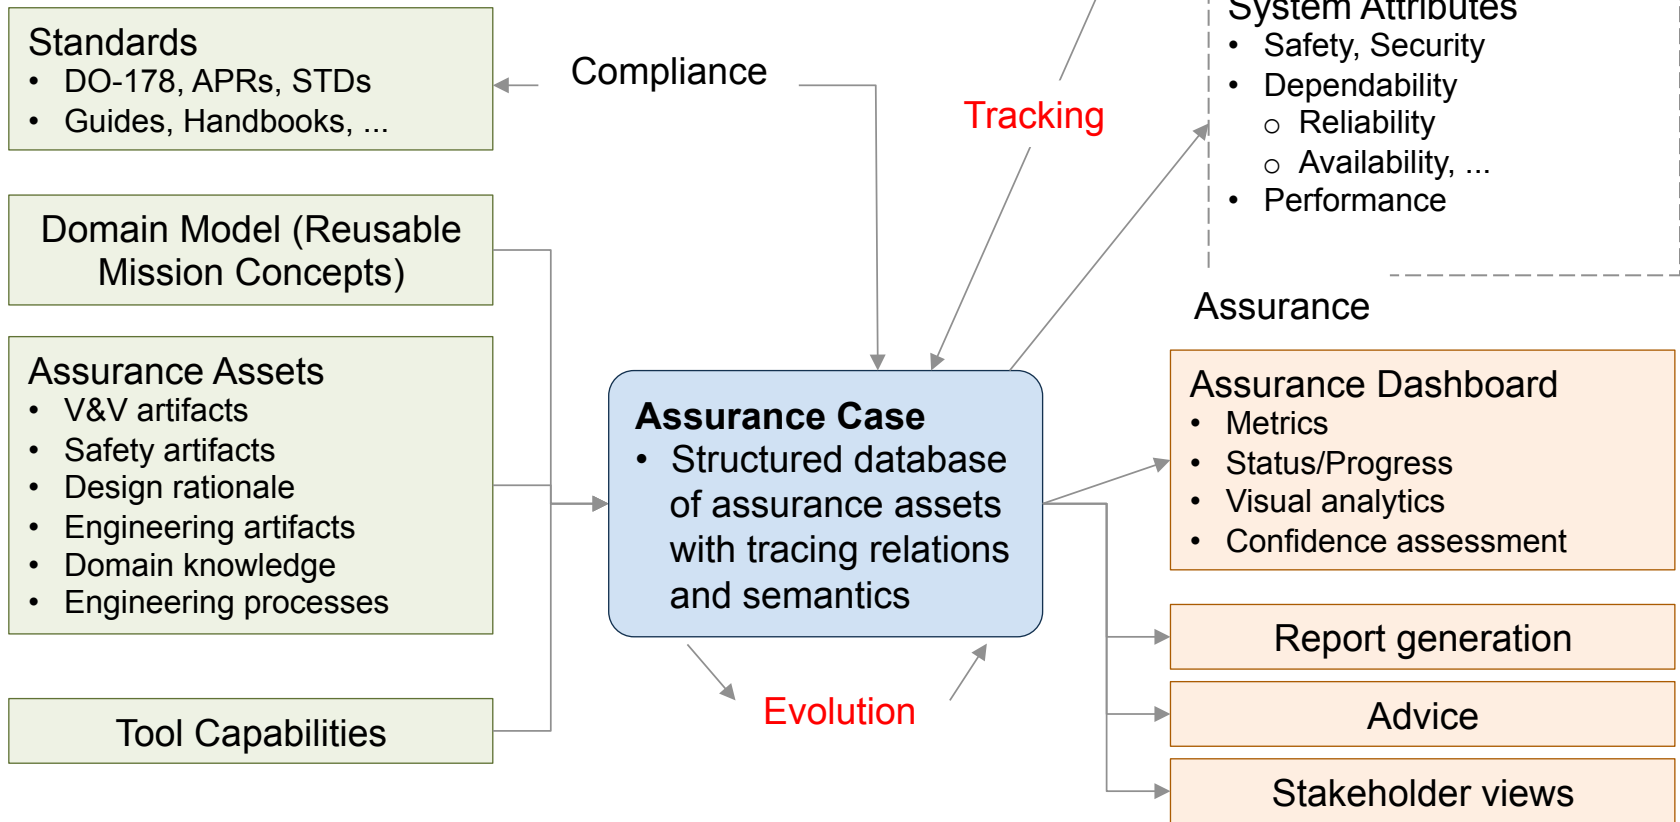 Standards
• DO-178, APRs, STDs
• Guides, Handbooks, ...
Compliance
Tracking
System Attributes
• Safety, Security
• Dependability
o Reliability
o Availability, ...
• Performance
Domain Model (Reusable
Mission Concepts)
Assurance
Assurance Assets
• V&V artifacts
• Safety artifacts
• Design rationale
• Engineering artifacts
• Domain knowledge
• Engineering processes
Assurance Case
• Structured database
of assurance assets
with tracing relations
and semantics
Assurance Dashboard
• Metrics
• Status/Progress
• Visual analytics
• Confidence assessment
Report generation
Advice
Stakeholder views
Tool Capabilities
Evolution